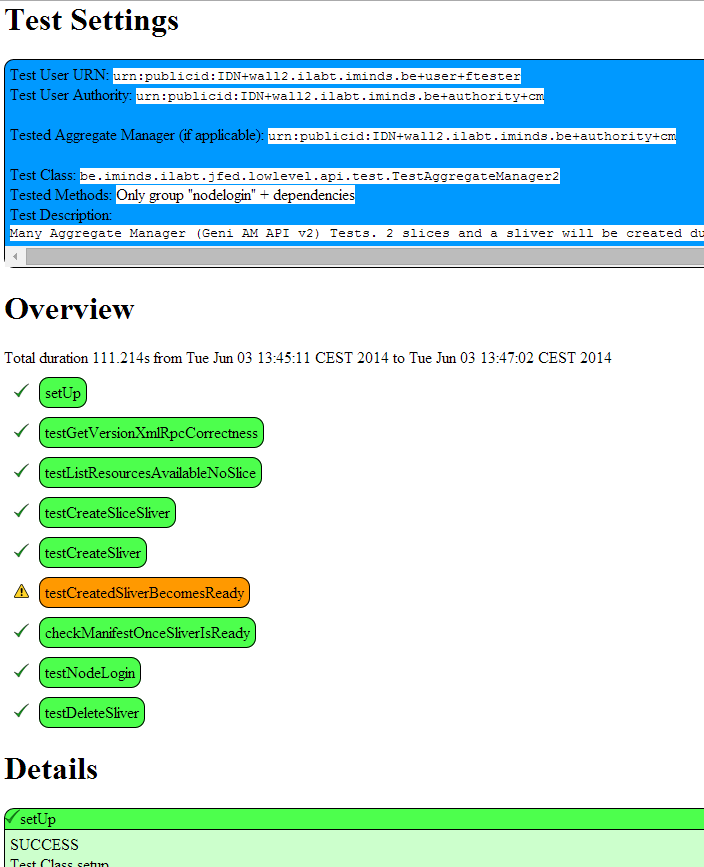 Test Settings
Test User URN: urn:publicid:IDN+wall2.ilabt.iminds.be+user+ftester
Test User Authority: urn:publicid:IDN+wall2.ilabt.iminds.be+authority+cm
Tested Aggregate Manager (if applicable): urn:publicid:IDN+wall2.ilabt.iminds.be+authority+cm
Test Class: be.iminds.ilabt.jfed.lowlevel.api.test.TestAggregateManager2
Tested Methods: Only group "nodelogin" + dependencies
Test Description:
Many Aggregate Manager (Geni AM API v2) Tests. 2 slices and a sliver will be created du
Overview
Total duration 111.214s from Tue Jun 03 13:45:11 CEST 2014 to Tue Jun 03 13:47:02 CEST 2014
setUp
testGetVersionXmlRpcCorrectness
testListResourcesAvailableNoSlice
testCreateSliceSliver
testCreateSliver
testCreatedSliverBecomesReady
checkManifestOnceSliverIsReady
testNodeLogin
testDeleteSliver
Details
setUp
SUCCESS
Test Class setup